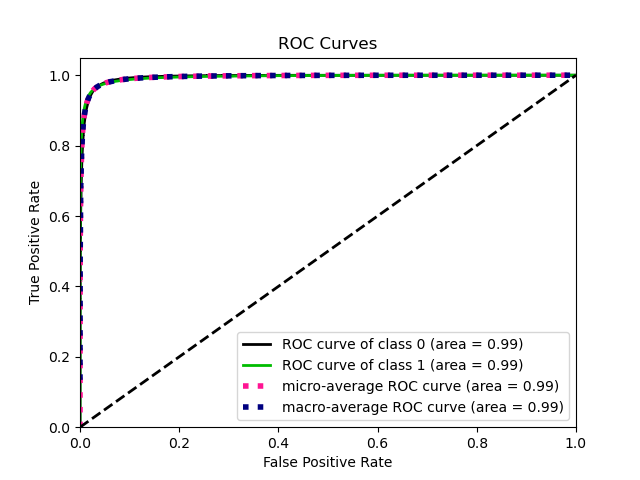 ROC Curves
True Positive Rate
1.0
0.8
0.6
0.4
0.2
0.0
ROC curve of class 0 (area = 0.99)
ROC curve of class 1 (area = 0.99)
micro-average ROC curve (area = 0.99)
macro-average ROC curve (area = 0.99)
0.0 0.2 0.4 0.6 0.8 1.0
False Positive Rate